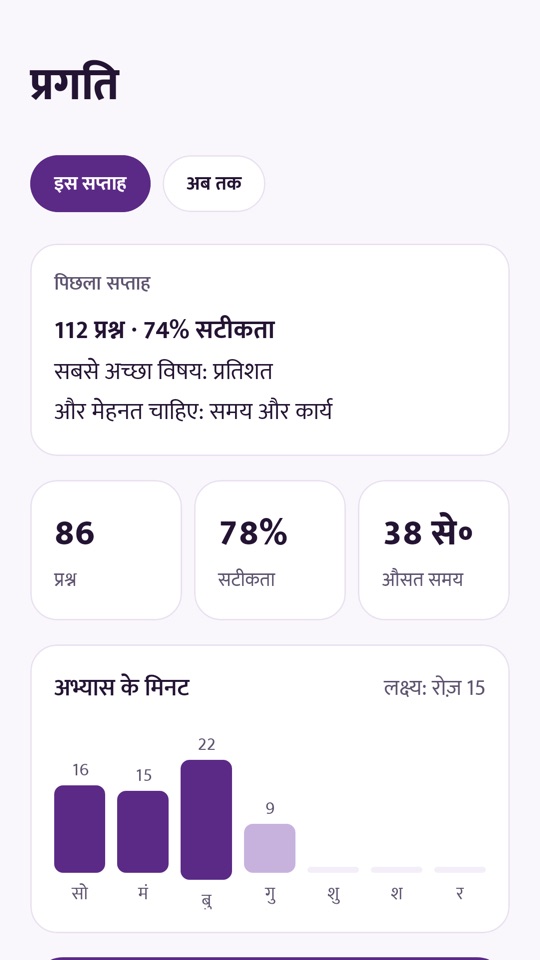 प्रगति
इस सप्ताह
अब तक
पिछला सप्ताह
112 प्रश्न · 74% सटीकता
सबसे अच्छा विषय: प्रतिशत
और मेहनत चाहिए: समय और कार्य
86
प्रश्न
78%
सटीकता
38 से॰
औसत समय
अभ्यास के मिनट
लक्ष्य: रोज़ 15
16
15
22
9
सो
मं
बु
गु
शु
श
र